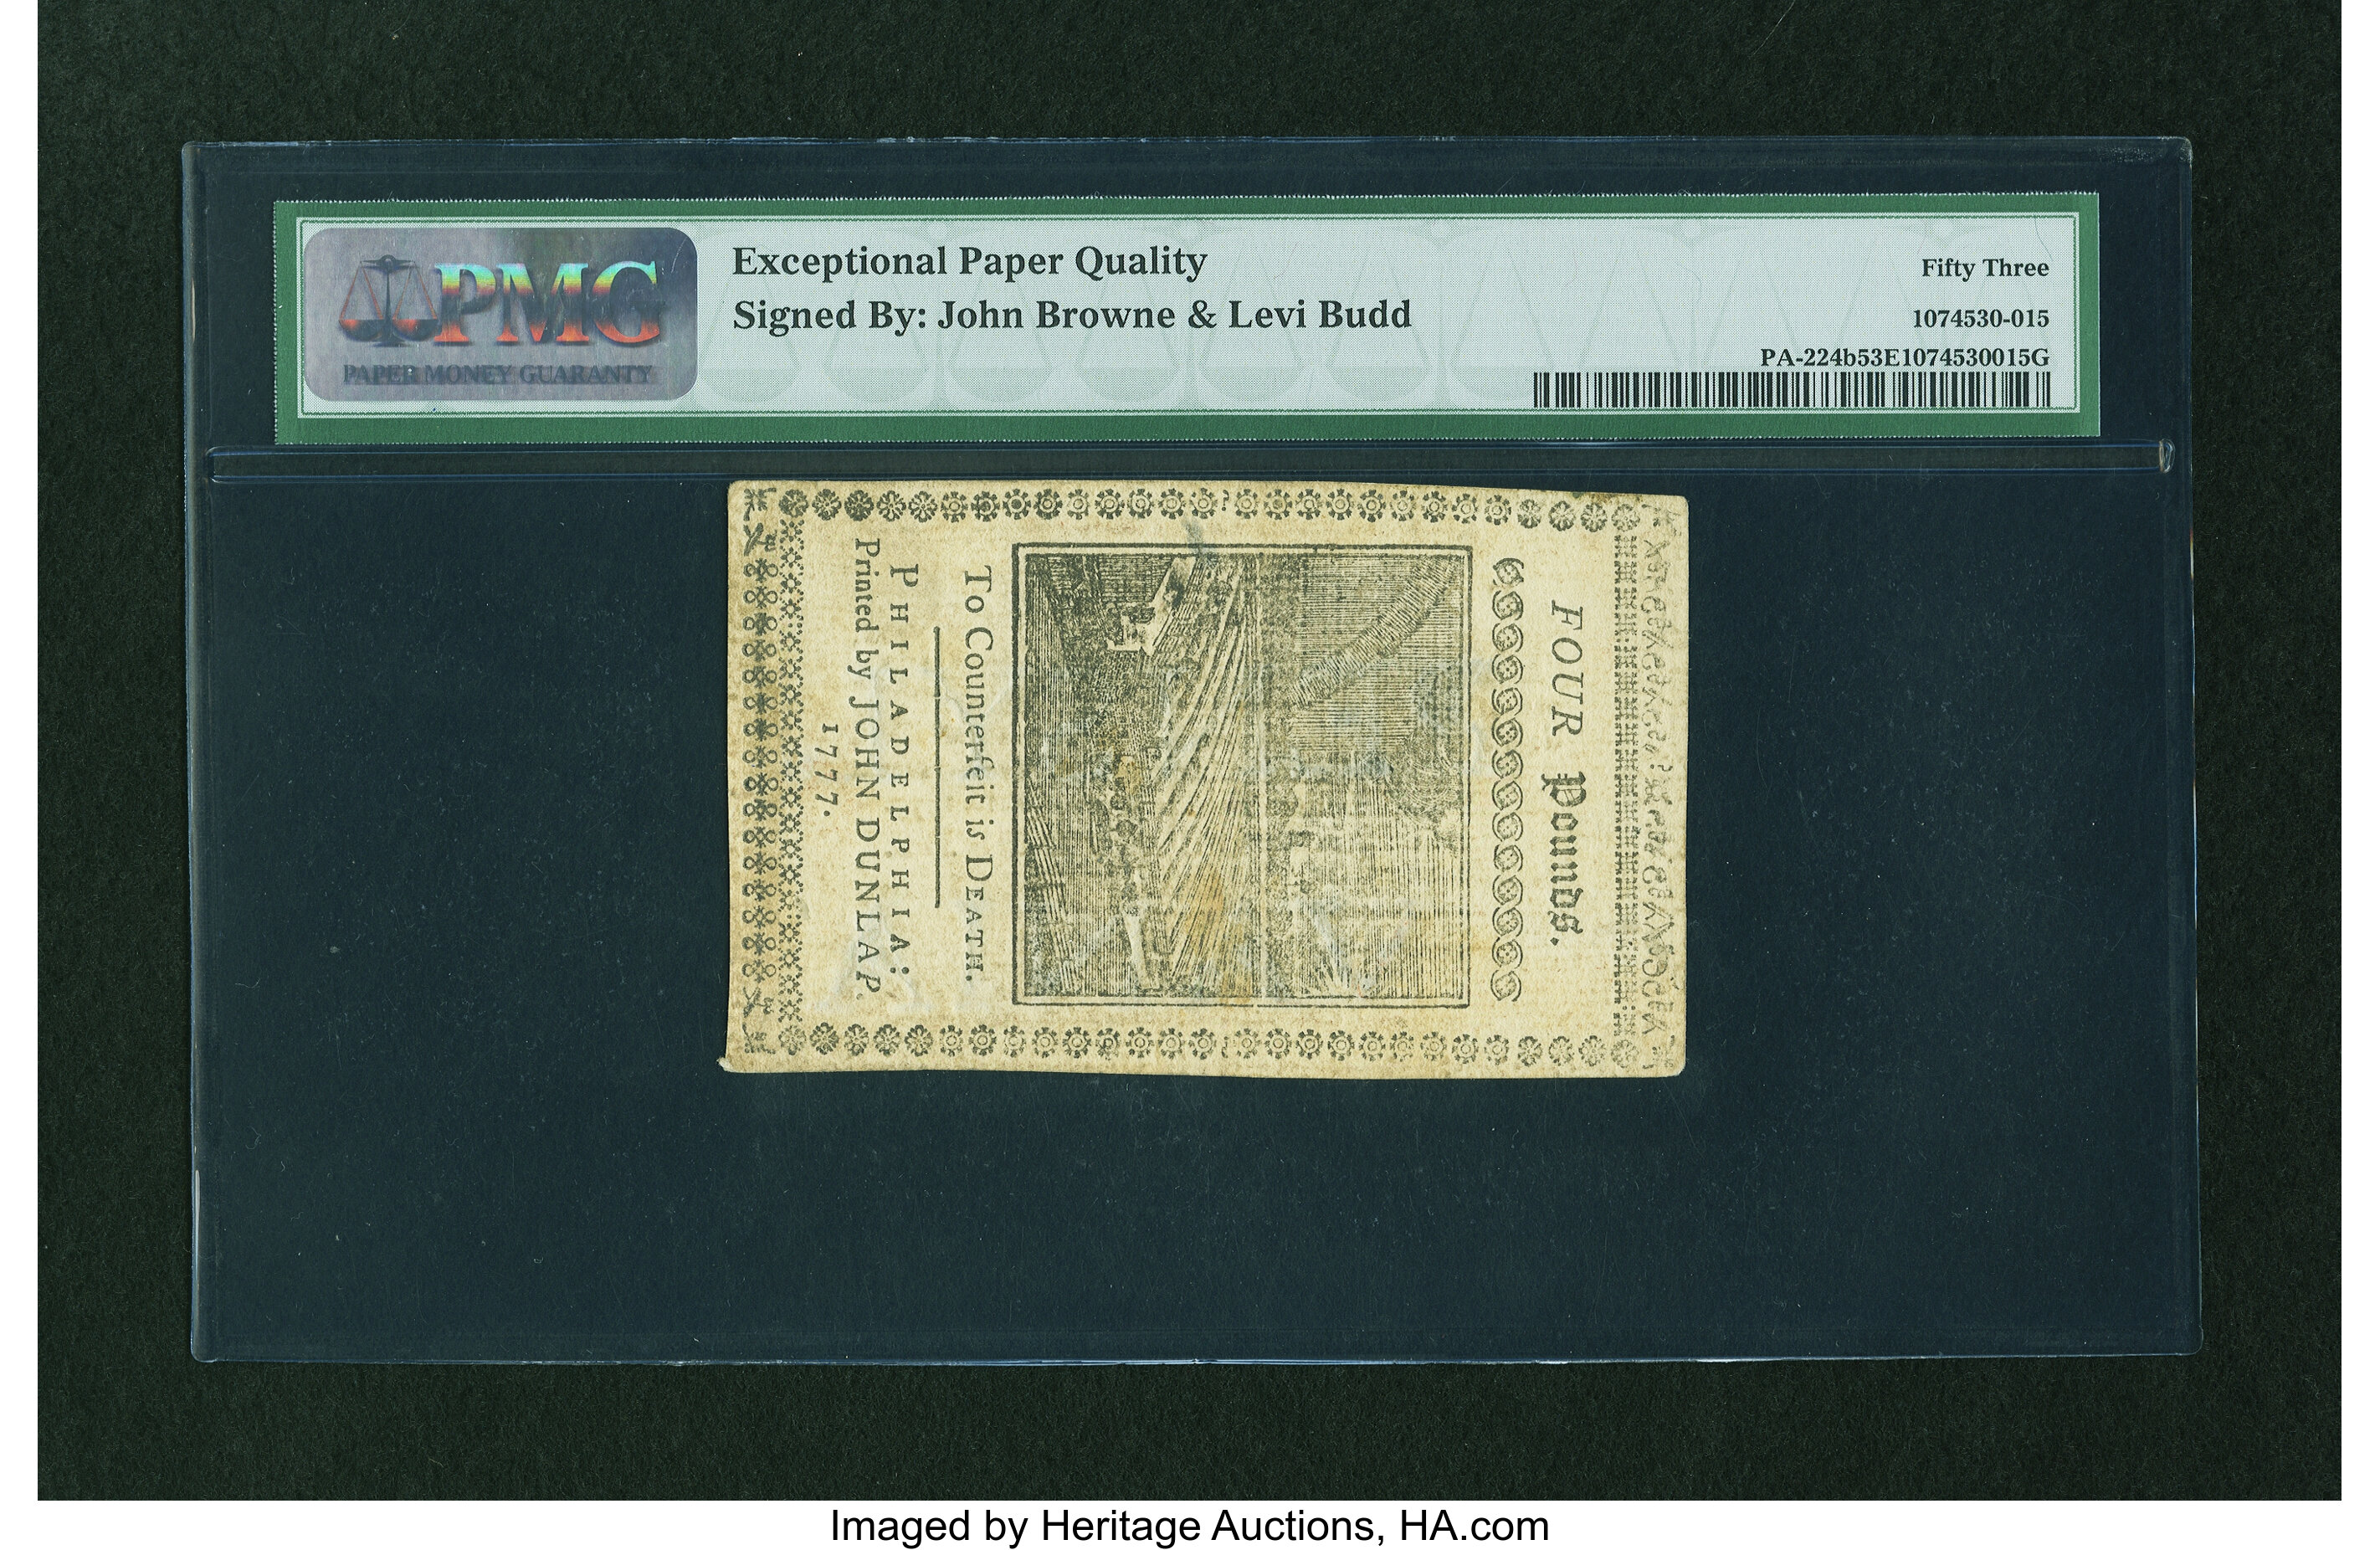 PMG
PAPER MONEY GUARANTY
Exceptional Paper Quality
Signed By: John Browne & Levi Budd
Fifty Three
1074530-015
PA-224b53E1074530015G
FOUR Pounds.
To Counterfeit is DEATH.
PHILADELPHIA:
Printed by JOHN DUNLAP.
1777.
Imaged by Heritage Auctions, HA.com